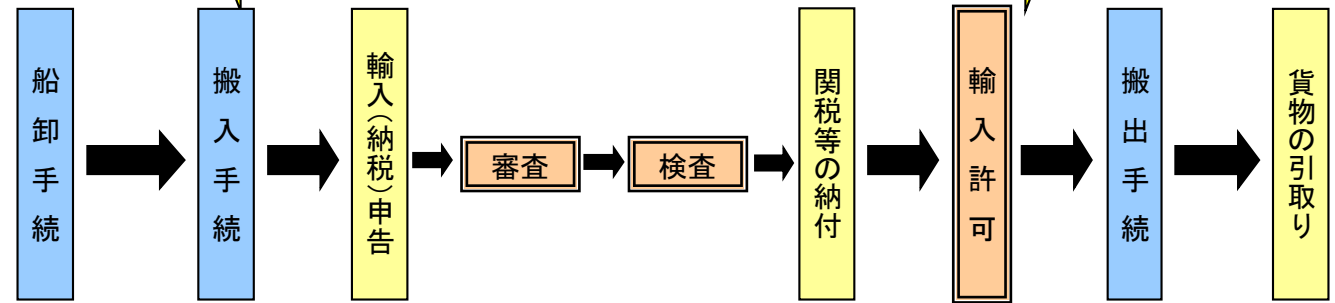 船卸手続
搬入手続
輸入(納税)申告
審査
検査
関税等の納付
輸入許可
搬出手続
貨物の引取り